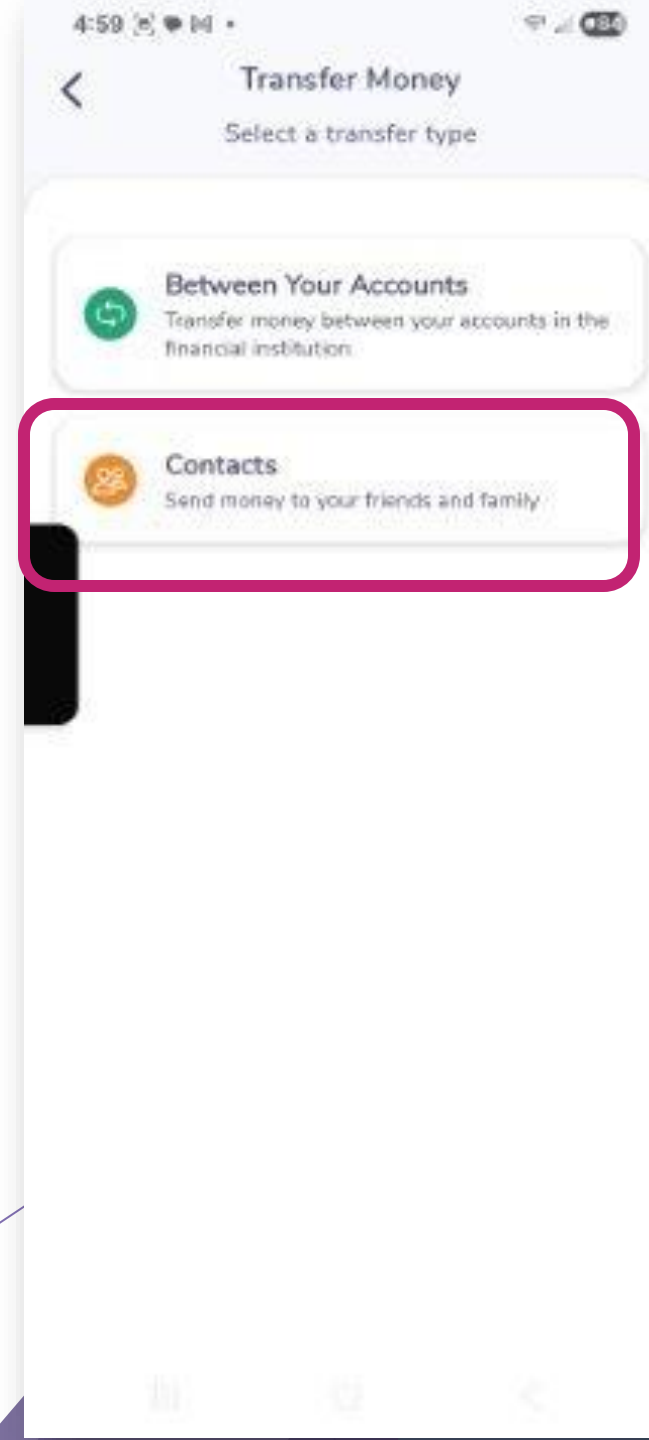 4:59
84
Transfer Money
Select a transfer type
Between Your Accounts
Transfer money between your accounts in the
financial institution
Contacts
Send money to your friends and family